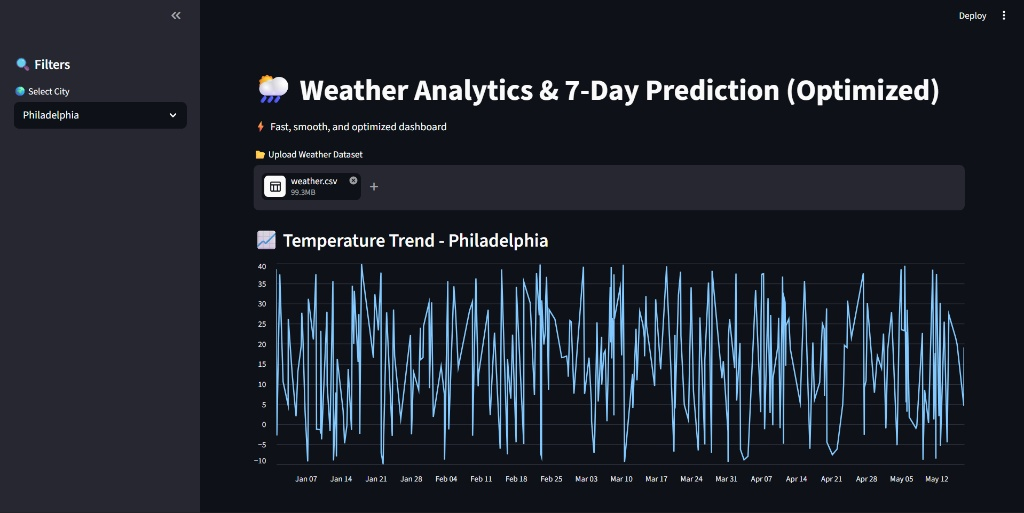 Deploy
Filters
Select City
Philadelphia
Weather Analytics & 7-Day Prediction (Optimized)
Fast, smooth, and optimized dashboard
Upload Weather Dataset
weather.csv
99.3MB
Temperature Trend - Philadelphia
40
35
30
25
20
15
10
5
0
−5
−10
Jan 07 Jan 14 Jan 21 Jan 28 Feb 04 Feb 11 Feb 18 Feb 25 Mar 03 Mar 10 Mar 17 Mar 24 Mar 31 Apr 07 Apr 14 Apr 21 Apr 28 May 05 May 12